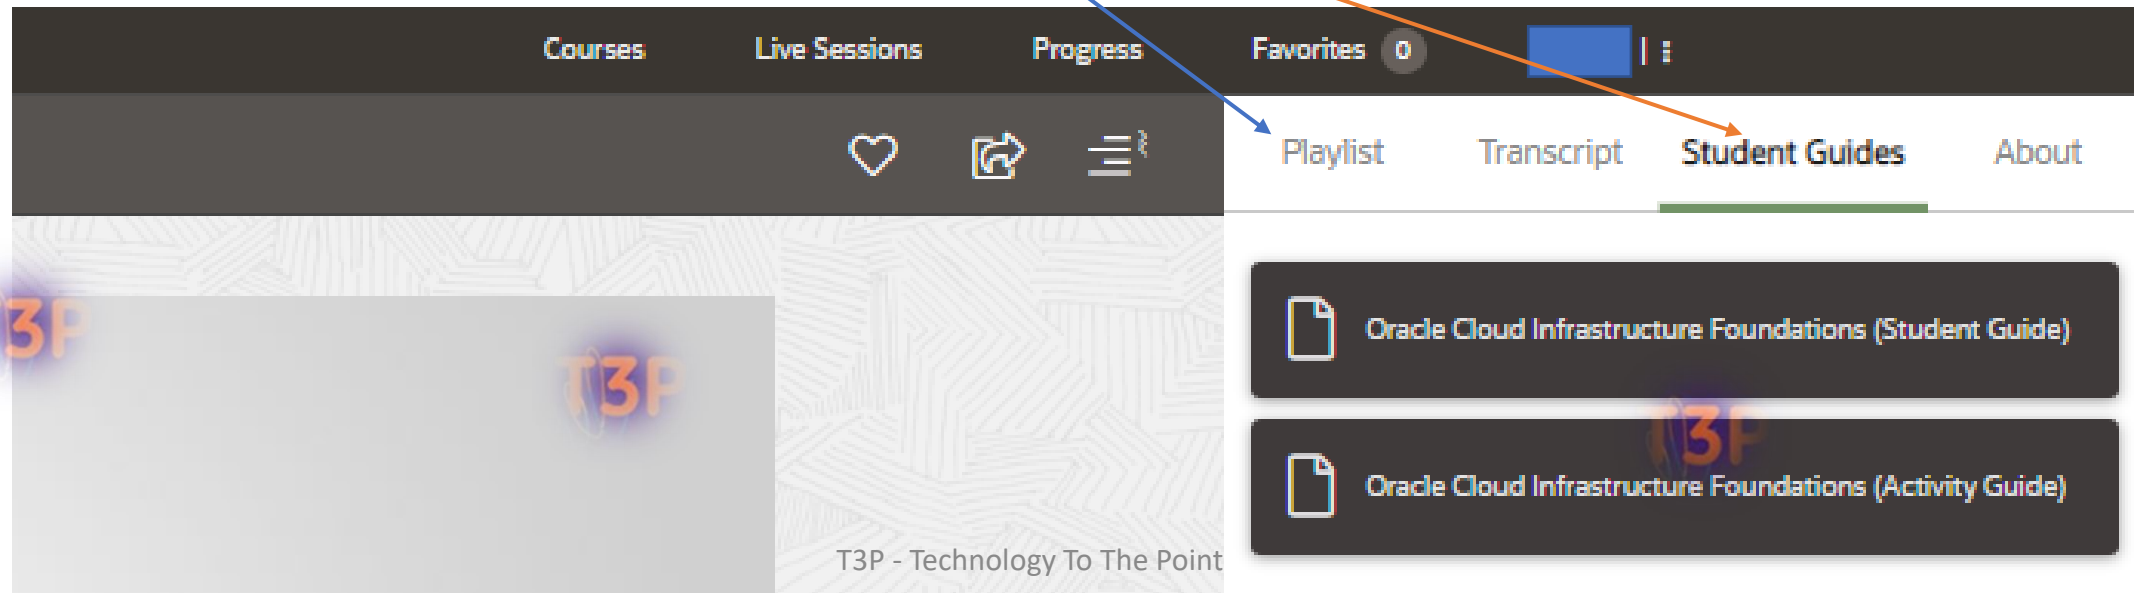 Courses Live Sessions Progress Favorites 0
Playlist Transcript Student Guides About
Oracle Cloud Infrastructure Foundations (Student Guide)
3P
T3P
T3P
Oracle Cloud Infrastructure Foundations (Activity Guide)
T3P - Technology To The Point